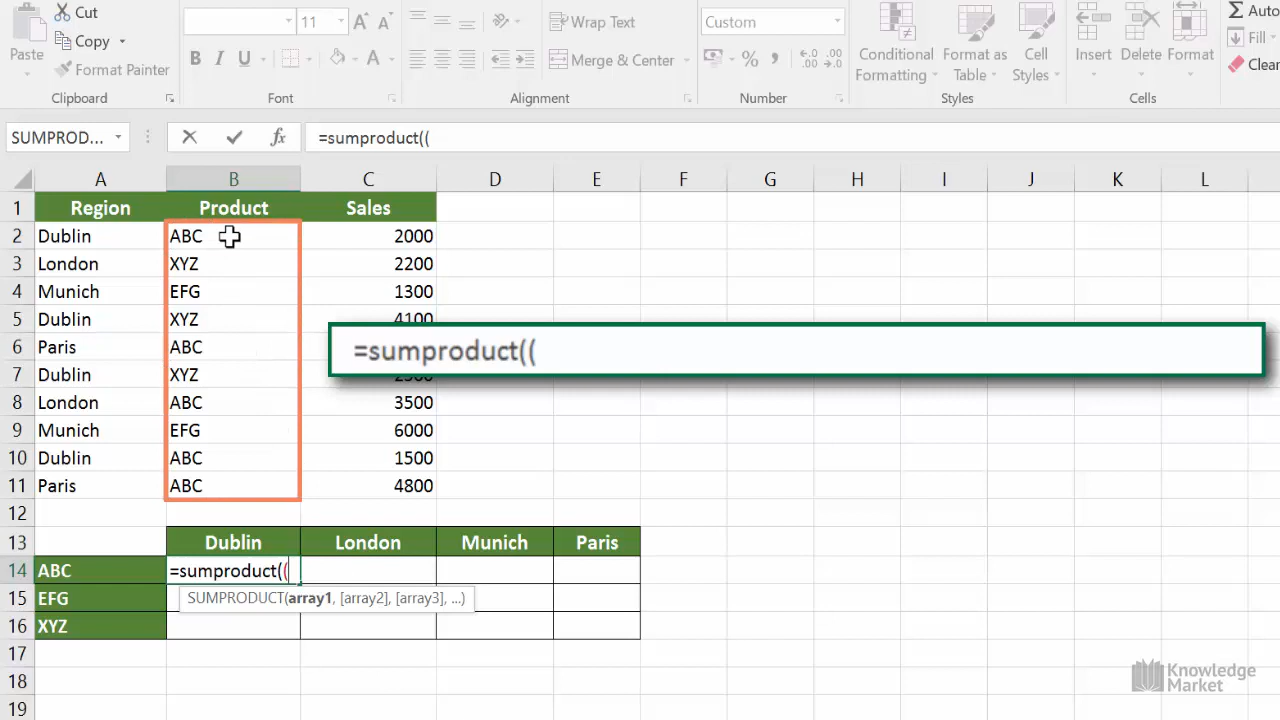 Cut
11
Wrap Text
Custom
Auto
Paste
Copy
Fill
Format Painter
B I U
A
Merge & Center
%
Conditional Formatting
Format as Table
Cell Styles
Insert
Delete
Format
Clear
Clipboard
Font
Alignment
Number
Styles
Cells
SUMPROD...
fx
=sumproduct((
A B C D E F G H I J K L
1 Region Product Sales
2 Dublin ABC 2000
3 London XYZ 2200
4 Munich EFG 1300
5 Dublin XYZ 4100
6 Paris ABC
=sumproduct((
7 Dublin XYZ
8 London ABC 3500
9 Munich EFG 6000
10 Dublin ABC 1500
11 Paris ABC 4800
12
13 Dublin London Munich Paris
14 ABC =sumproduct((
15 EFG SUMPRODUCT(array1, [array2], [array3], ...)
16 XYZ
17
18
19
Knowledge
Market